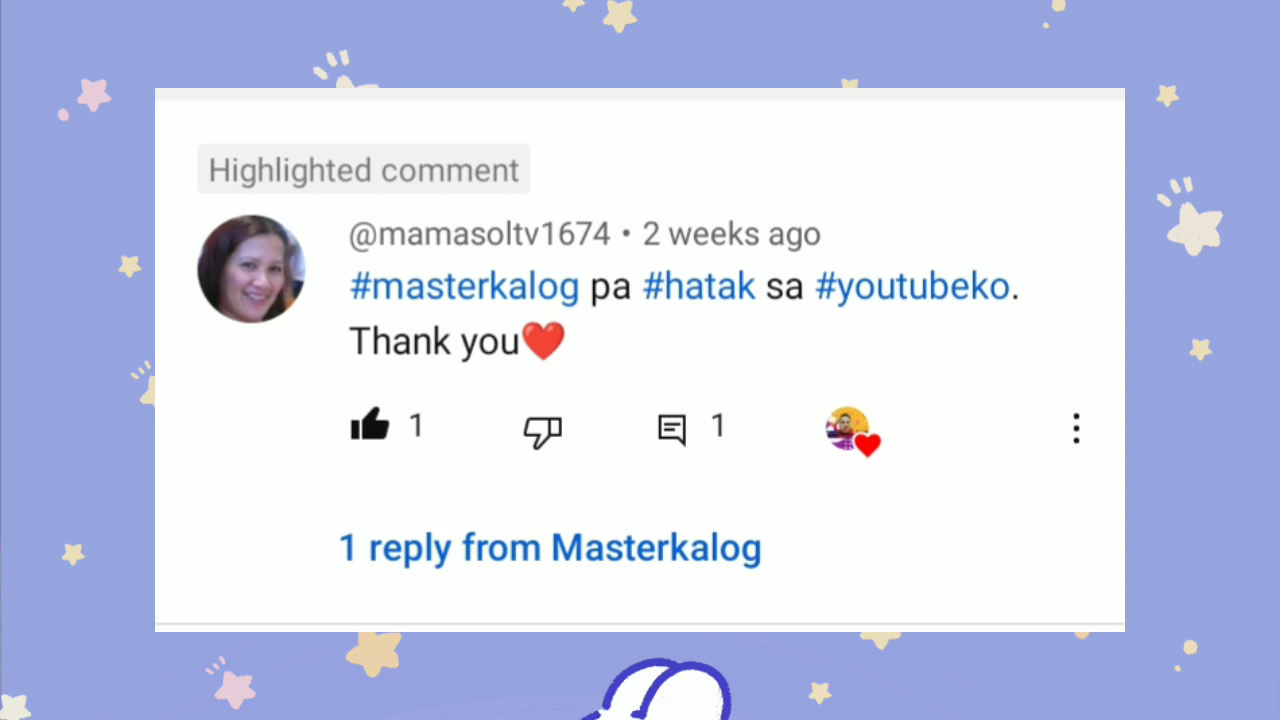 Highlighted comment
@mamasoltv1674 • 2 weeks ago
#masterkalog pa #hatak sa #youtubeko.
Thank you❤️
1 1
1 reply from Masterkalog